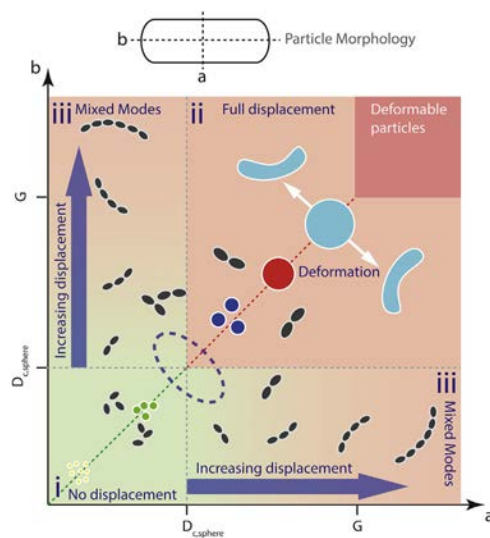 b
Particle Morphology
a
b
iii Mixed Modes
ii Full displacement
Deformable
particles
G
Increasing displacement
Deformation
D c,sphere
iii
Mixed Modes
Increasing displacement
i No displacement
a
D c,sphere
G